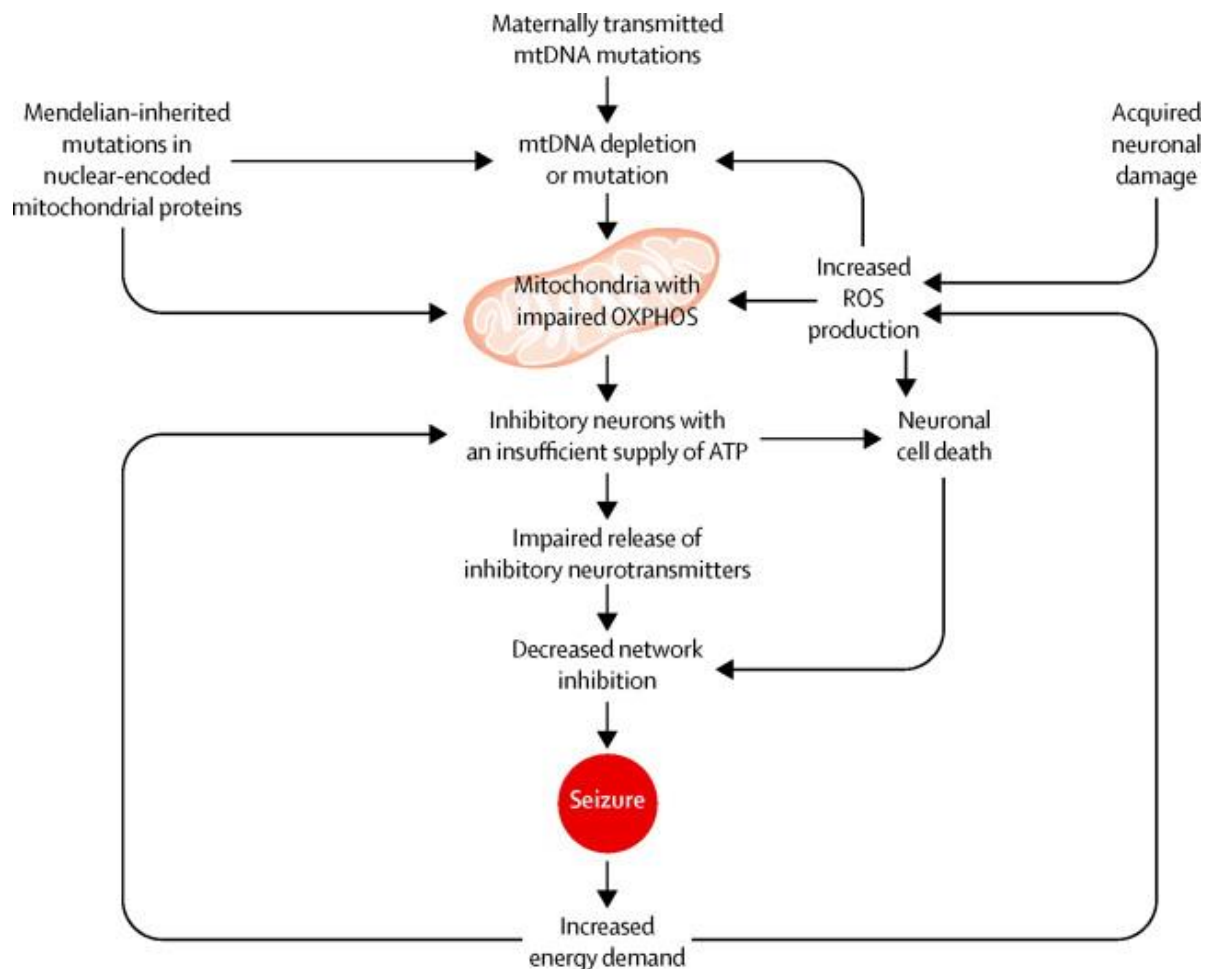 Maternally transmitted
mtDNA mutations
Mendelian-inherited
mutations in
nuclear-encoded
mitochondrial proteins
mtDNA depletion
or mutation
Acquired
neuronal
damage
Mitochondria with
impaired OXPHOS
Increased
ROS
production
Inhibitory neurons with
an insufficient supply of ATP
Neuronal
cell death
Impaired release of
inhibitory neurotransmitters
Decreased network
inhibition
Seizure
Increased
energy demand